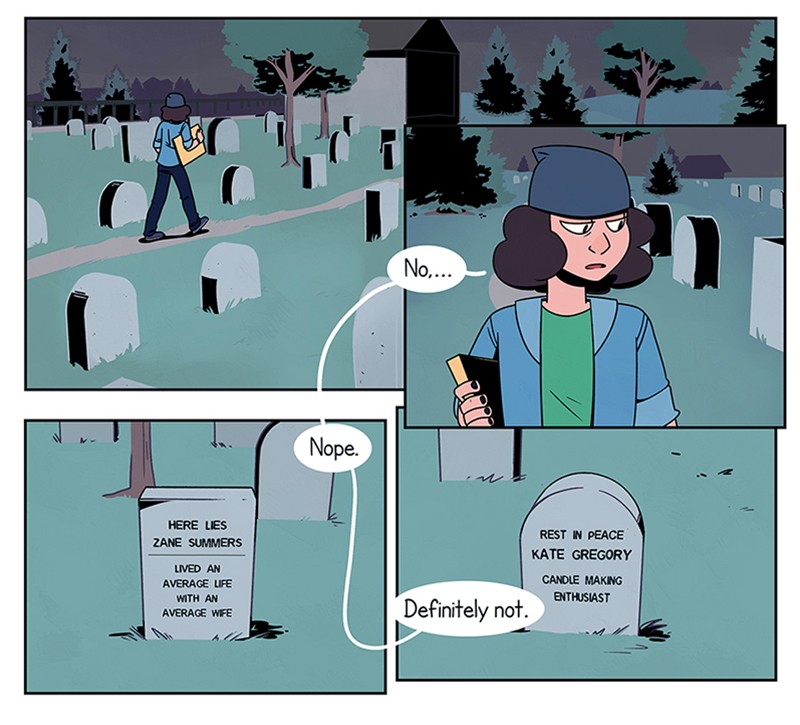 No,...
Nope.
HERE LIES
ZANE SUMMERS
LIVED AN
AVERAGE LIFE
WITH AN
AVERAGE WIFE
Definitely not.
REST IN PEACE
KATE GREGORY
CANDLE MAKING
ENTHUSIAST